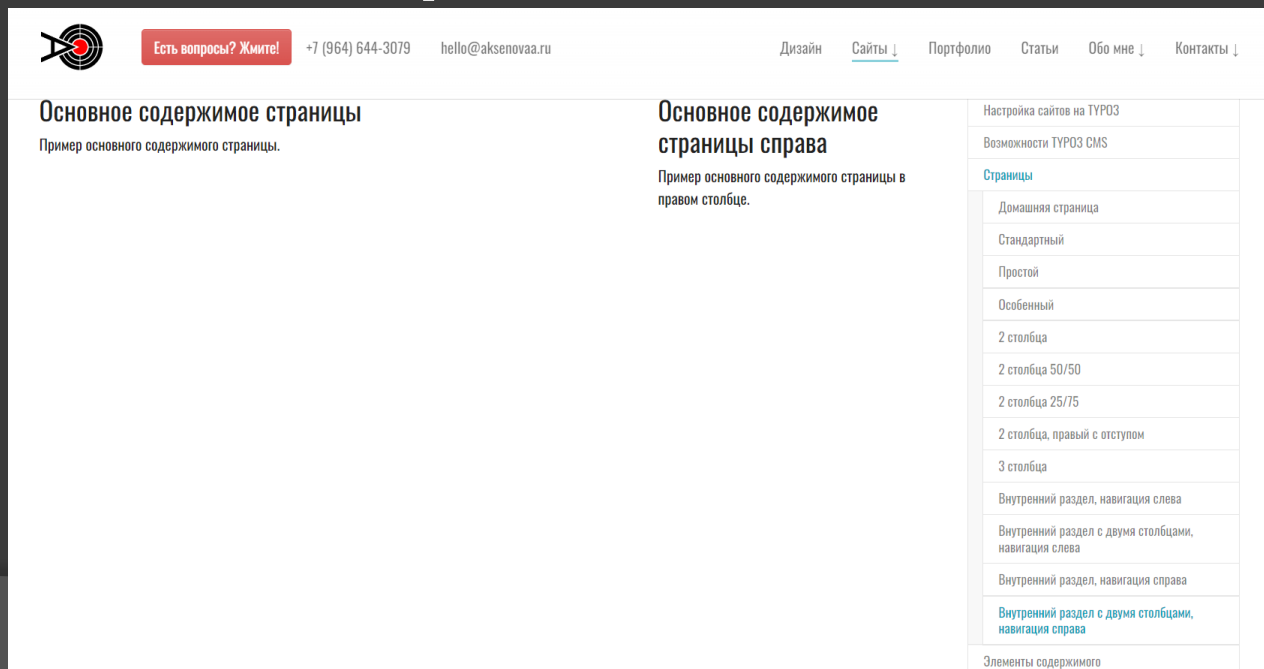 Есть вопросы? Жмите!
+7 (964) 644-3079
hello@aksenovaa.ru
Дизайн
Сайты ↓
Портфолио
Статьи
Обо мне ↓
Контакты ↓
Основное содержимое страницы
Пример основного содержимого страницы.
Основное содержимое
страницы справа
Пример основного содержимого страницы в
правом столбце.
Настройка сайтов на TYPO3
Возможности TYPO3 CMS
Страницы
Домашняя страница
Стандартный
Простой
Особенный
2 столбца
2 столбца 50/50
2 столбца 25/75
2 столбца, правый с отступом
3 столбца
Внутренний раздел, навигация слева
Внутренний раздел с двумя столбцами,
навигация слева
Внутренний раздел, навигация справа
Внутренний раздел с двумя столбцами,
навигация справа
Элементы содержимого